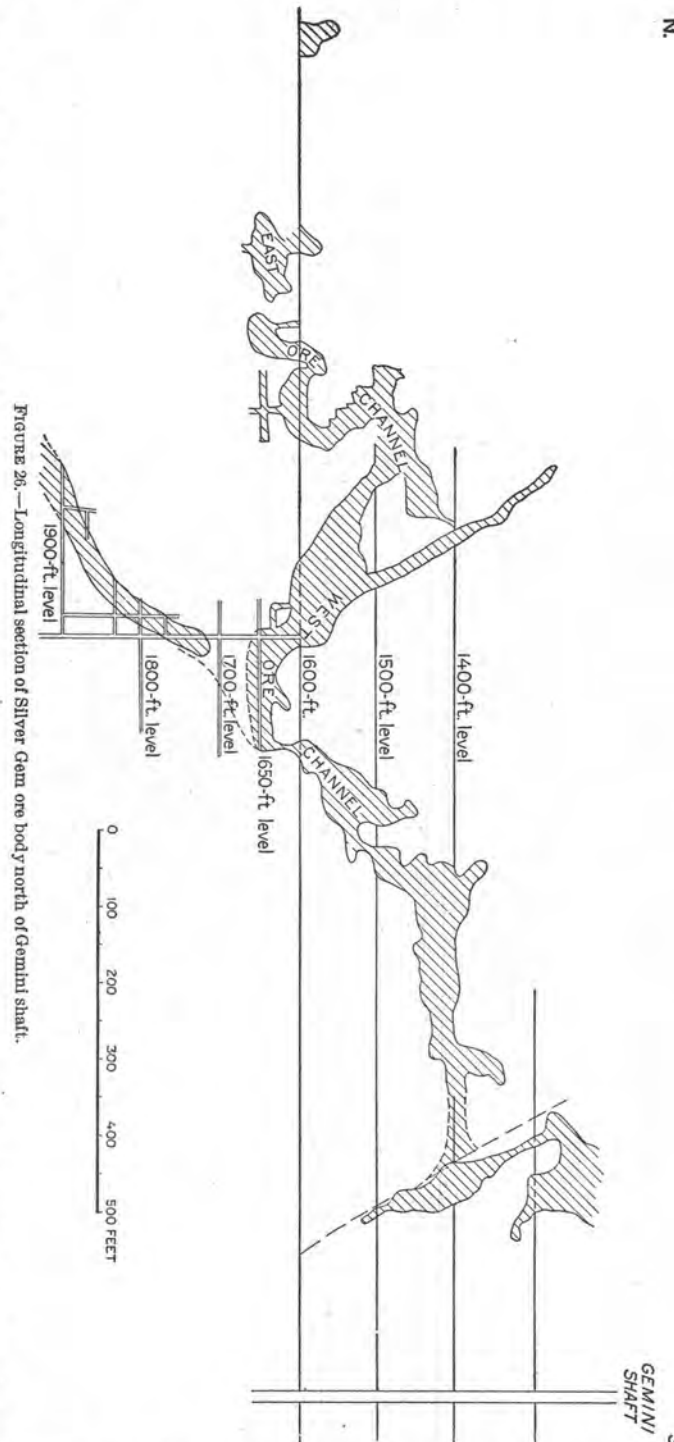 N.
GEMINI
SHAFT
EAST
ORE
CHANNEL
WEST
ORE
CHANNEL
1400-ft. level
1500-ft. level
1600-ft.
1650-ft level
1700-ft level
1800-ft. level
1900-ft. level
0 100 200 300 400 500 FEET
FIGURE 26.—Longitudinal section of Silver Gem ore body north of Gemini shaft.